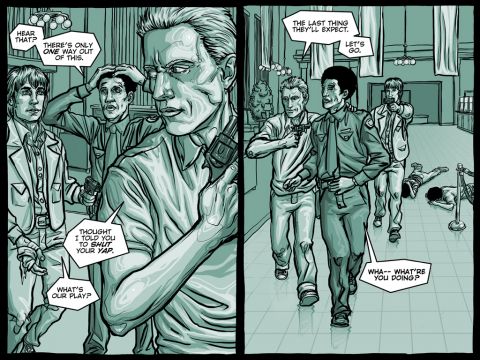 HEAR
THAT?
THERE'S ONLY
ONE WAY OUT
OF THIS.
THOUGHT
I TOLD YOU
TO SHUT
YOUR YAP.
WHAT'S
OUR PLAY?
THE LAST THING
THEY'LL EXPECT.
LET'S
GO.
WHA-- WHAT'RE
YOU DOING?